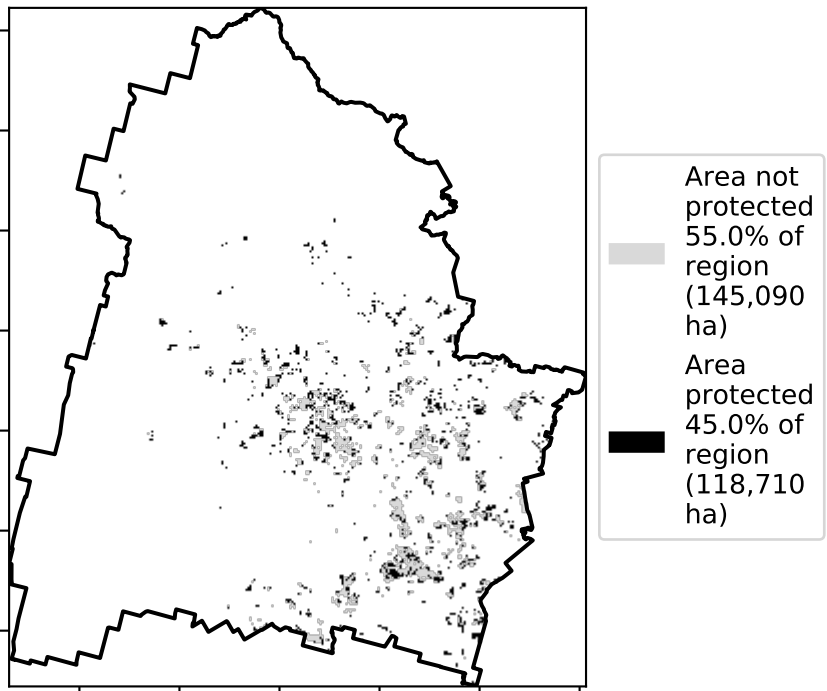 Area not
protected
55.0% of
region
(145,090
ha)
Area
protected
45.0% of
region
(118,710
ha)